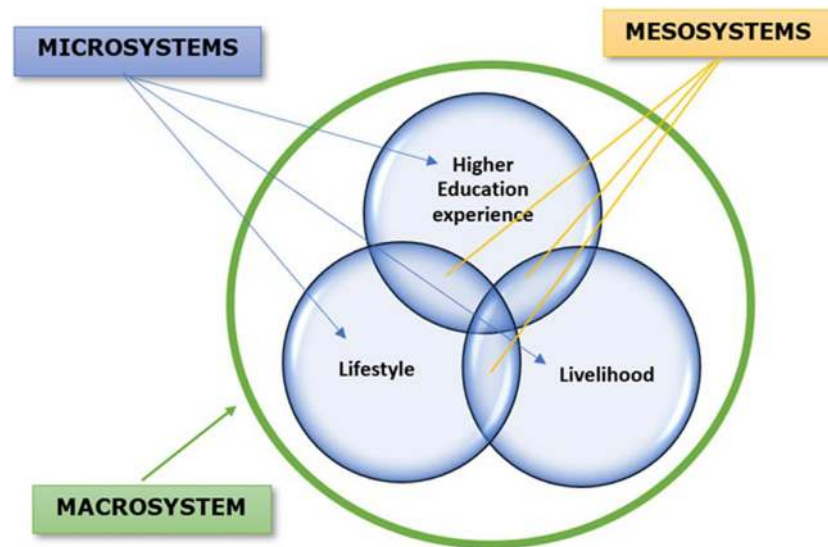 MICROSYSTEMS
MESOSYSTEMS
Higher
Education
experience
Lifestyle
Livelihood
MACROSYSTEM